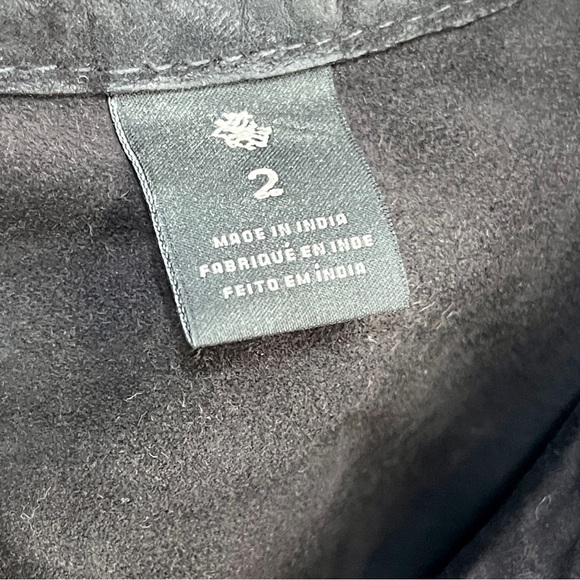 2
MADE IN INDIA
FABRIQUÉ EN INDE
FEITO EM ÍNDIA